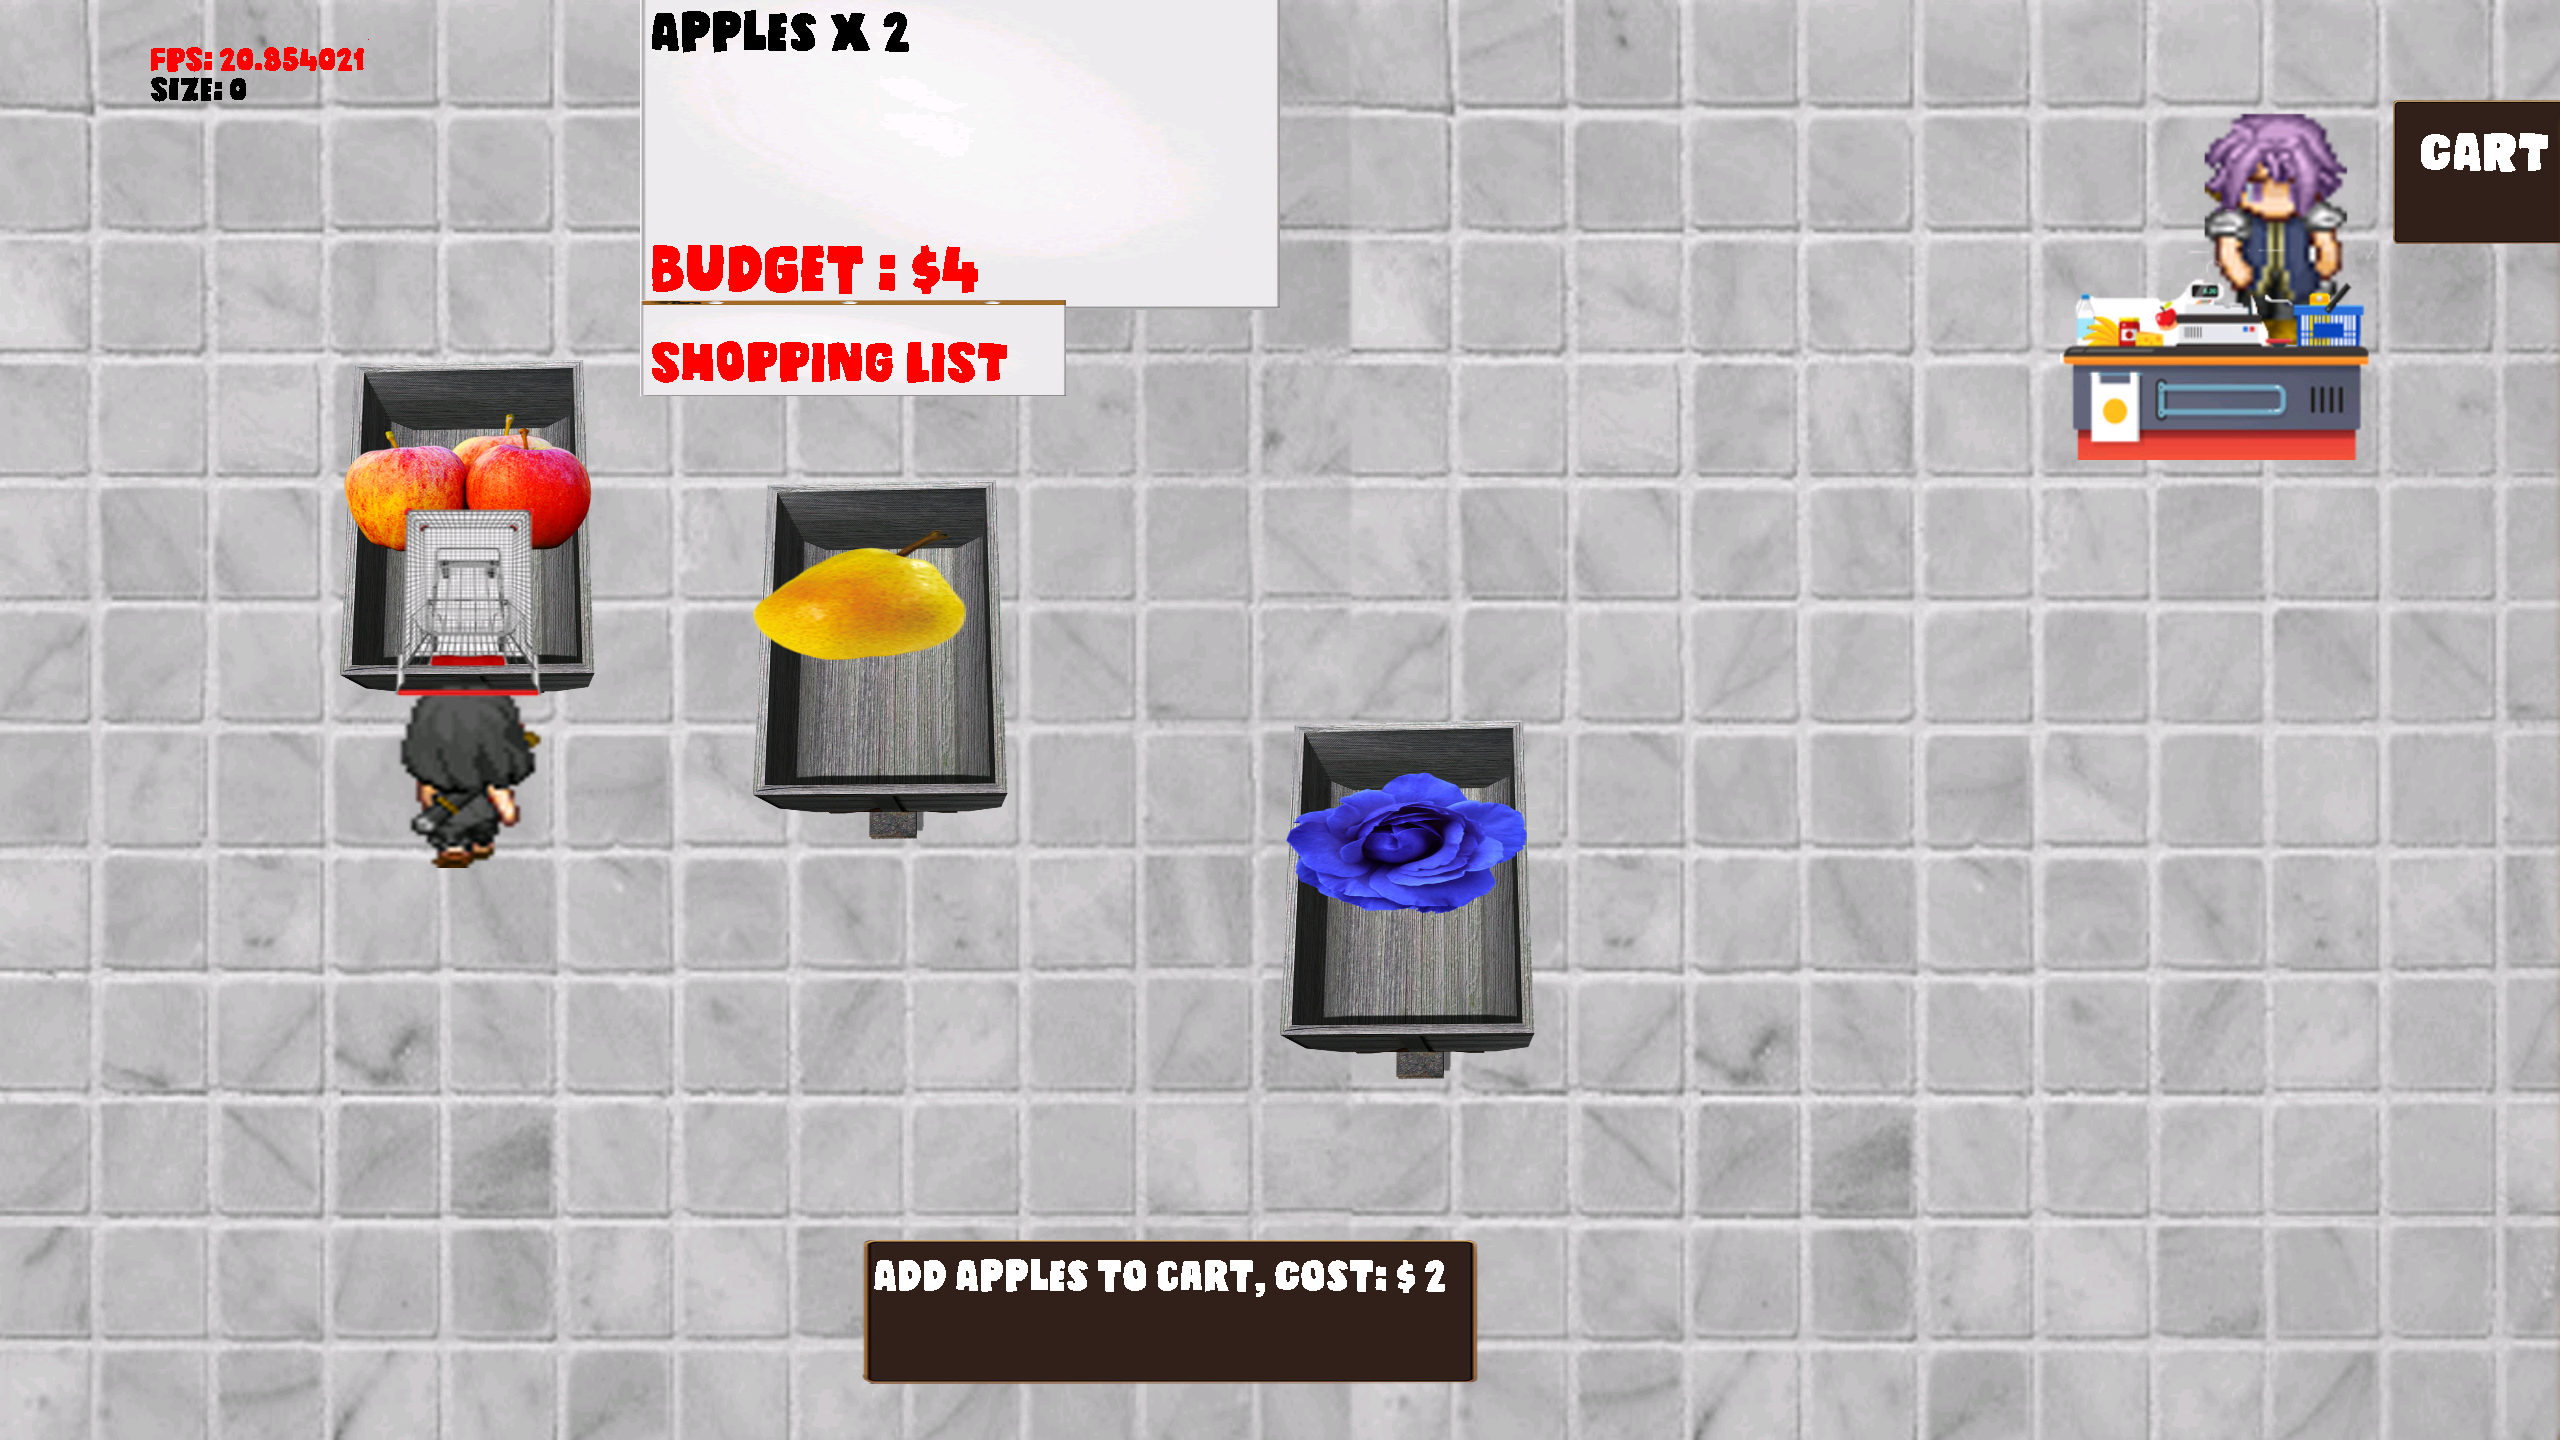 FPS: 20.854021
SIZE: 0
APPLES X 2
BUDGET : $4
SHOPPING LIST
CART
ADD APPLES TO CART, COST: $ 2